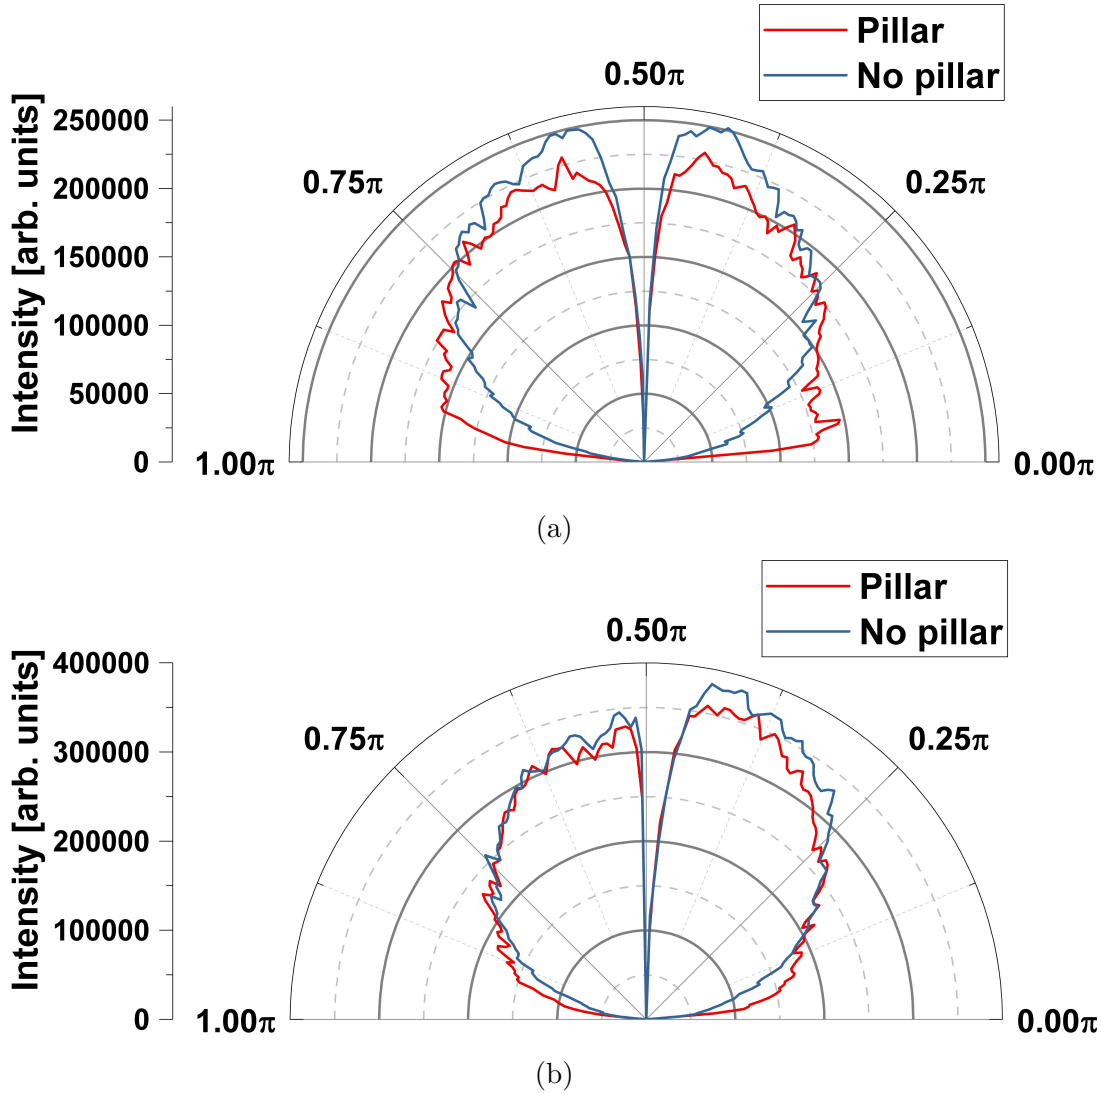 Pillar
No pillar
0.50π
Intensity [arb. units]
250000
200000
150000
100000
50000
0
0.75π
0.25π
1.00π
0.00π
(a)
Pillar
No pillar
0.50π
Intensity [arb. units]
400000
300000
200000
100000
0
0.75π
0.25π
1.00π
0.00π
(b)